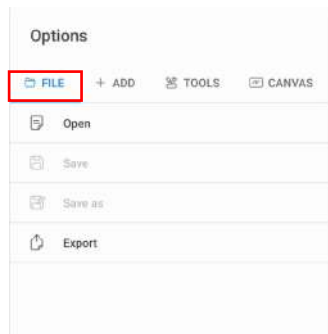 Options
FILE + ADD TOOLS CANVAS
Open
Save
Save as
Export